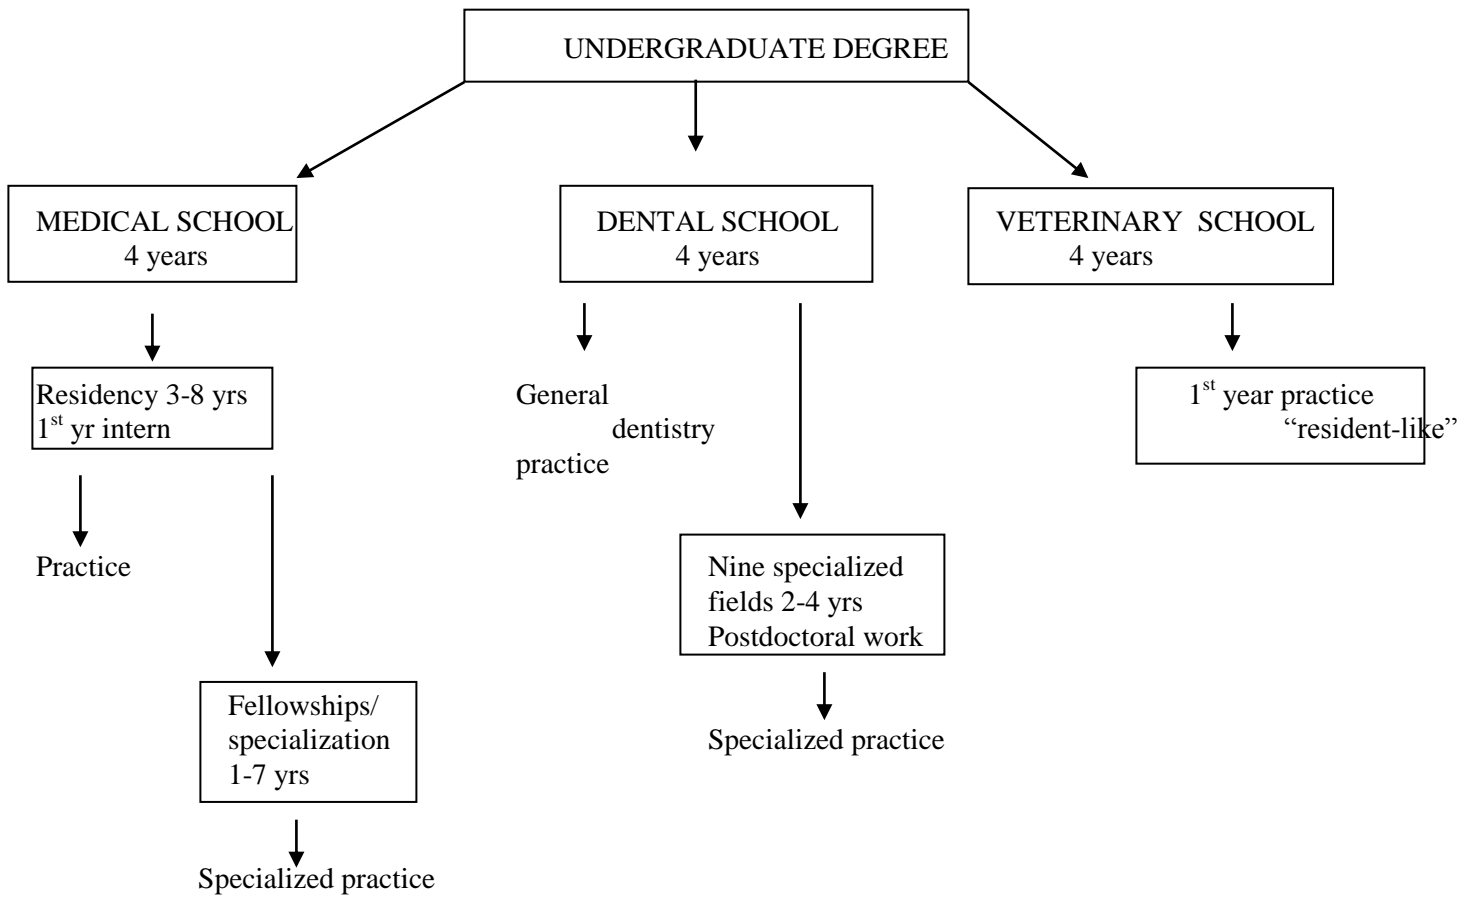 UNDERGRADUATE DEGREE
MEDICAL SCHOOL
4 years
DENTAL SCHOOL
4 years
VETERINARY SCHOOL
4 years
Residency 3-8 yrs
1st yr intern
General
dentistry
practice
1st year practice
“resident-like”
Practice
Nine specialized
fields 2-4 yrs
Postdoctoral work
Fellowships/
specialization
1-7 yrs
Specialized practice
Specialized practice